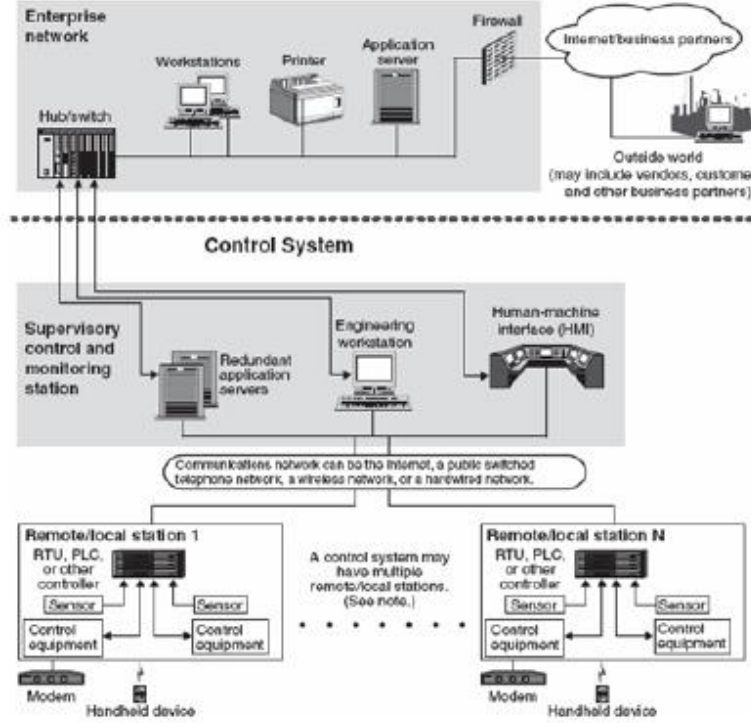 Enterprise
network
Workstations
Printer
Application
server
Firewall
Internet/business partners
Hub/switch
Outside world
(may include vendors, custome
and other business partners)
Control System
Supervisory
control and
monitoring
station
Redundant
application
servers
Engineering
workstation
Human-machine
interface (HMI)
Communications network can be the Internet, a public switched
telephone network, a wireless network, or a hardwired network.
Remote/local station 1
RTU, PLC,
or other
controller
Sensor
Sensor
Control
equipment
Control
equipment
Modem
Handheld device
A control system may
have multiple
remote/local stations.
(See note.)
Remote/local station N
RTU, PLC,
or other
controller
Sensor
Sensor
Control
equipment
Control
equipment
Modem
Handheld device